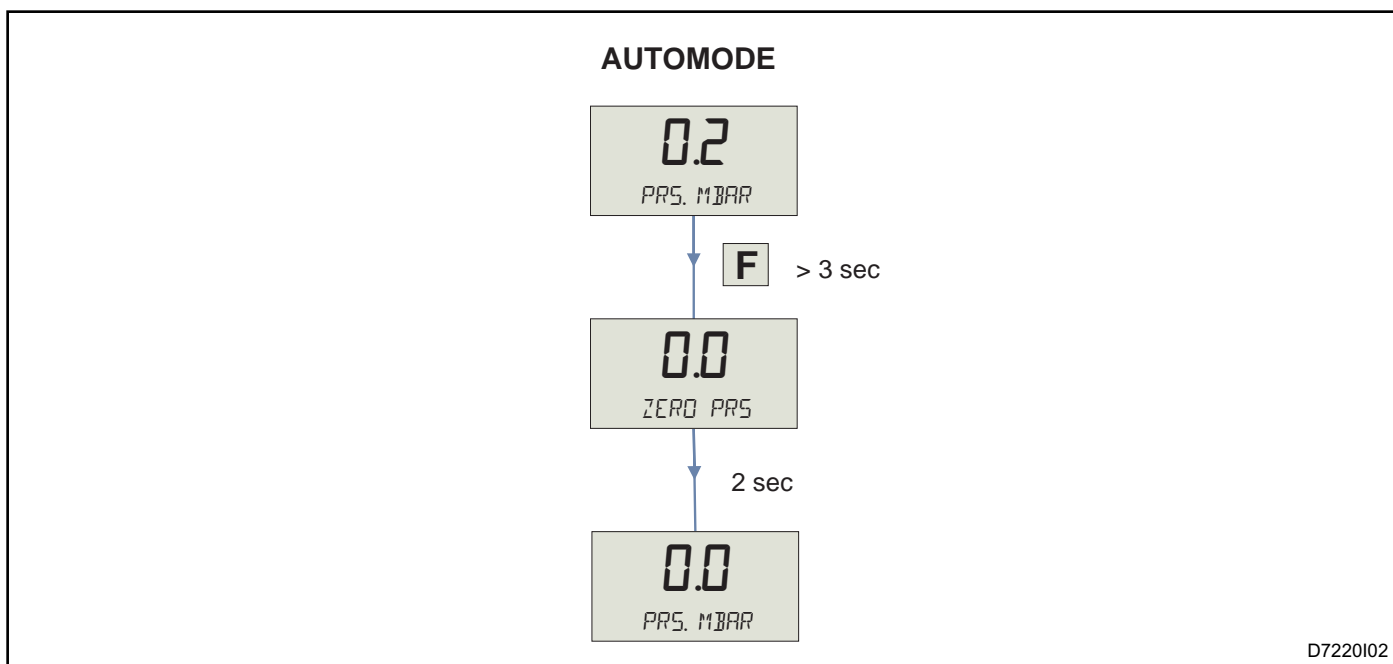 AUTOMODE
0.2
PRS. MBAR
F > 3 sec
0.0
ZERO PRS
2 sec
0.0
PRS. MBAR
D7220I02